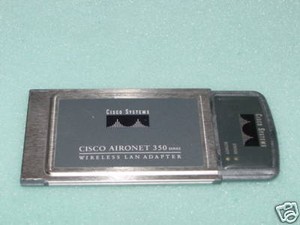 CISCO SYSTEMS
CISCO AIRONET 350 SERIES
WIRELESS LAN ADAPTER
CISCO SYSTEMS